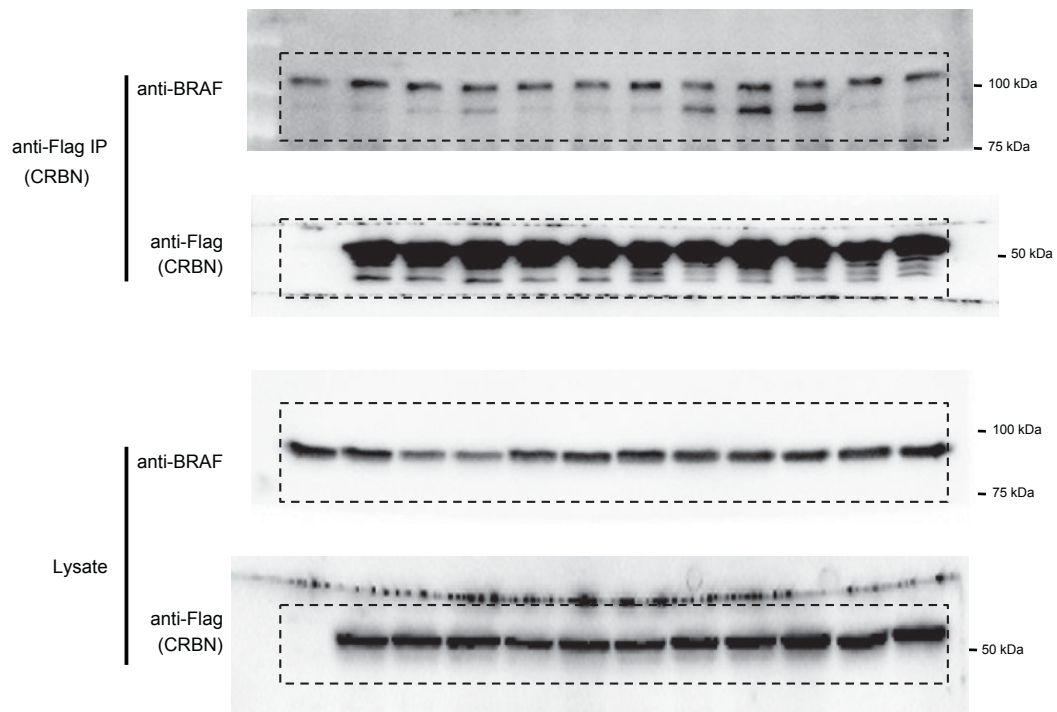 anti-BRAF
100 kDa
75 kDa
anti-Flag IP
(CRBN)
anti-Flag
(CRBN)
50 kDa
anti-BRAF
100 kDa
75 kDa
Lysate
anti-Flag
(CRBN)
50 kDa